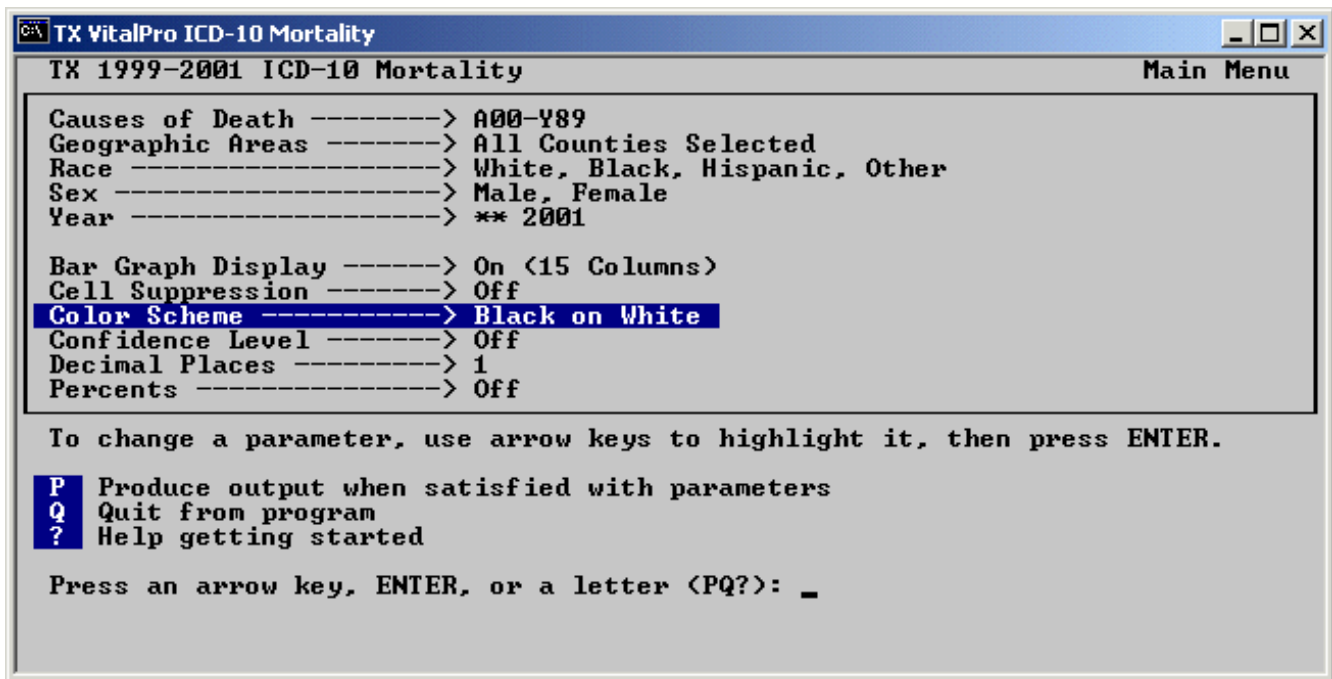 TX VitalPro ICD-10 Mortality
TX 1999-2001 ICD-10 Mortality Main Menu
Causes of Death --------> A00-Y89
Geographic Areas -------> All Counties Selected
Race -------------------> White, Black, Hispanic, Other
Sex --------------------> Male, Female
Year -------------------> ** 2001
Bar Graph Display ------> On (15 Columns)
Cell Suppression -------> Off
Color Scheme -----------> Black on White
Confidence Level -------> Off
Decimal Places ---------> 1
Percents ---------------> Off
To change a parameter, use arrow keys to highlight it, then press ENTER.
P Produce output when satisfied with parameters
Q Quit from program
? Help getting started
Press an arrow key, ENTER, or a letter (PQ?): _